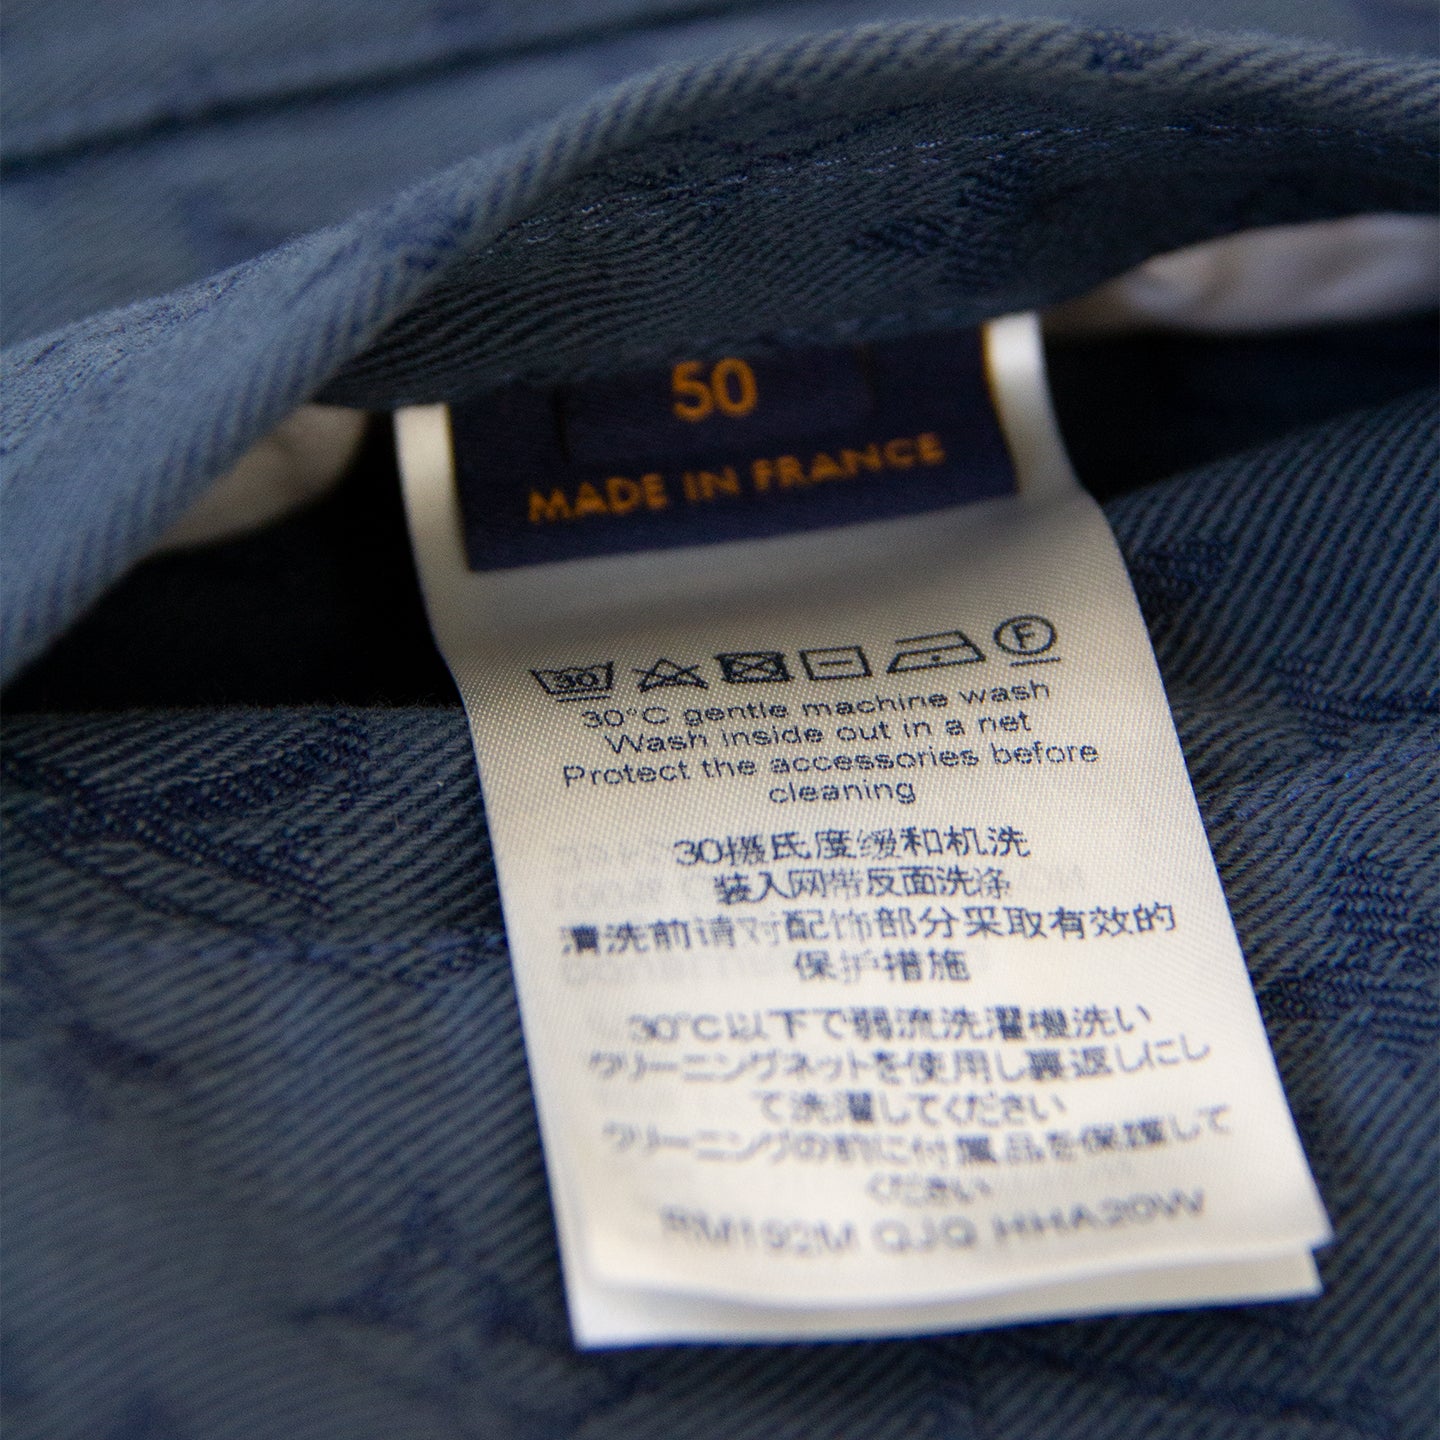 50
MADE IN FRANCE
30
F
30°C gentle machine wash
Wash inside out in a net
Protect the accessories before
cleaning
30摄氏度缓和机洗
装入网带反面洗涤
清洗前请对配饰部分采取有效的
保护措施
30℃以下で弱流洗濯機洗い
クリーニングネットを使用し裏返しにし
て洗濯してください
クリーニングの前に付属品を保護して
ください
RM192M QJQ HHA20W